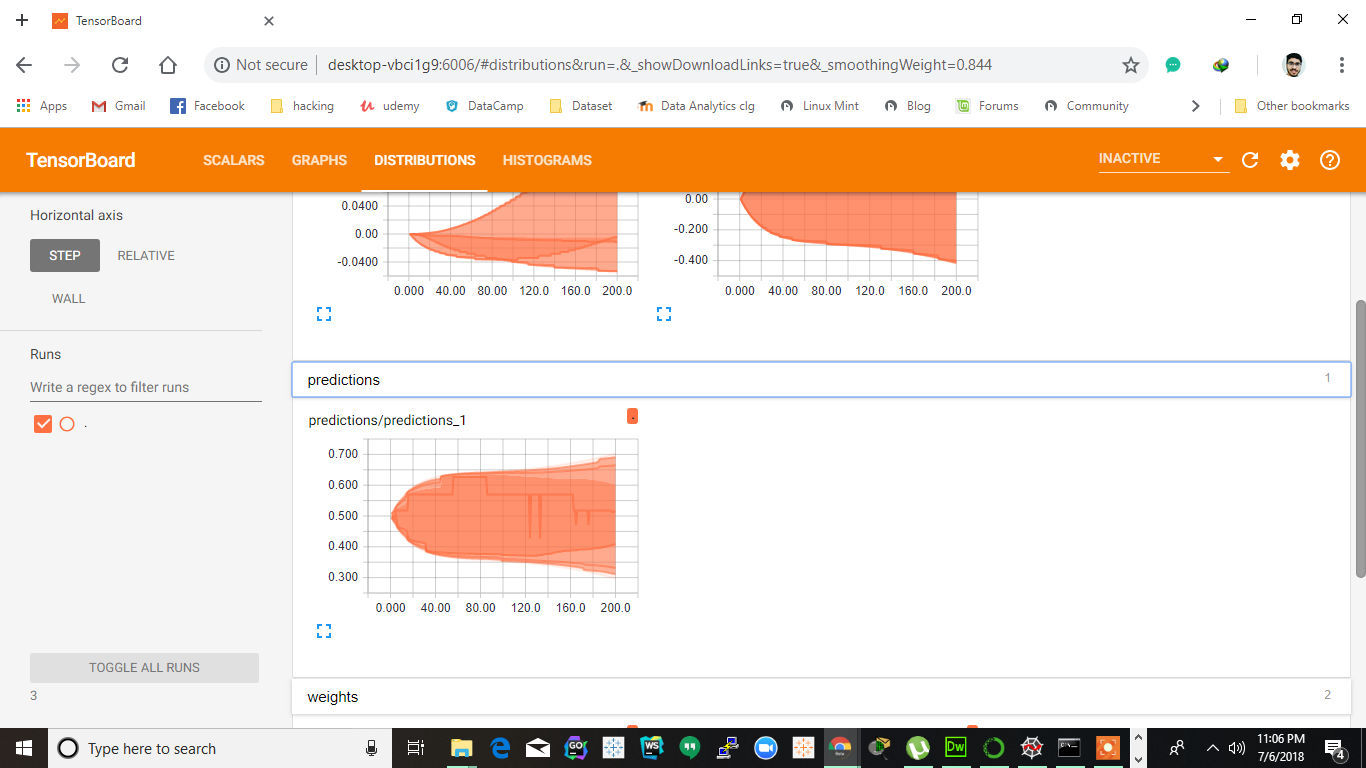 TensorBoard
Not secure desktop-vbci1g9:6006/#distributions&run=.&_showDownloadLinks=true&_smoothingWeight=0.844
Apps Gmail Facebook hacking udemy DataCamp Dataset Data Analytics clg Linux Mint Blog Forums Community Other bookmarks
TensorBoard SCALARS GRAPHS DISTRIBUTIONS HISTOGRAMS INACTIVE
Horizontal axis
STEP RELATIVE
WALL
Runs
Write a regex to filter runs
.
TOGGLE ALL RUNS
3
0.0400
0.00
-0.0400
0.000 40.00 80.00 120.0 160.0 200.0
0.00
-0.200
-0.400
0.000 40.00 80.00 120.0 160.0 200.0
predictions 1
predictions/predictions_1 .
0.700
0.600
0.500
0.400
0.300
0.000 40.00 80.00 120.0 160.0 200.0
weights 2
Type here to search
GO
WS
Dw
11:06 PM
7/6/2018
4